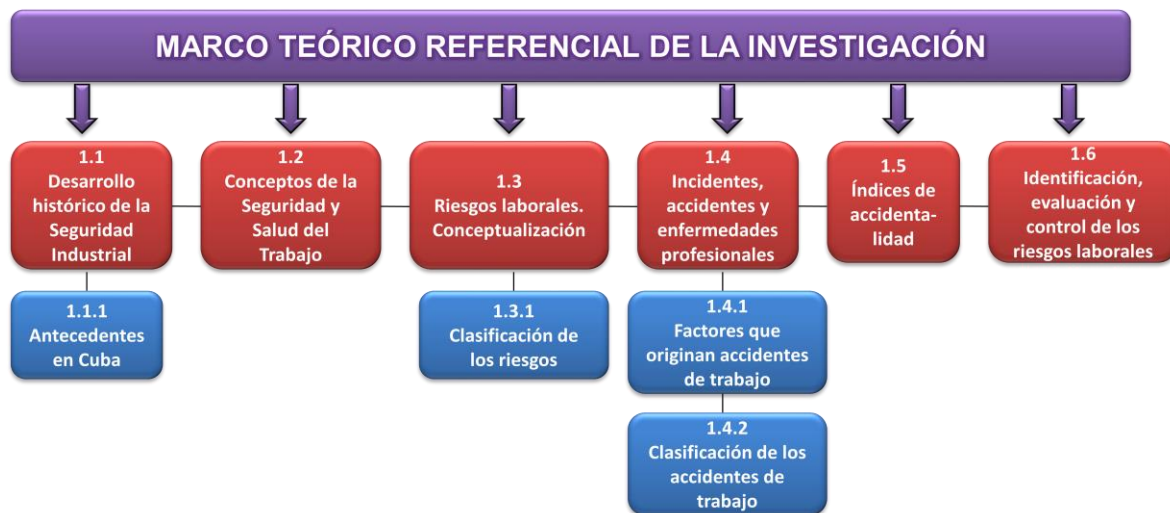 MARCO TEÓRICO REFERENCIAL DE LA INVESTIGACIÓN
1.1
Desarrollo
histórico de la
Seguridad
Industrial
1.2
Conceptos de la
Seguridad y
Salud del
Trabajo
1.3
Riesgos laborales.
Conceptualización
1.4
Incidentes,
accidentes y
enfermedades
profesionales
1.5
Índices de
accidenta-
lidad
1.6
Identificación,
evaluación y
control de los
riesgos laborales
1.1.1
Antecedentes
en Cuba
1.3.1
Clasificación de
los riesgos
1.4.1
Factores que
originan accidentes
de trabajo
1.4.2
Clasificación de los
accidentes de
trabajo